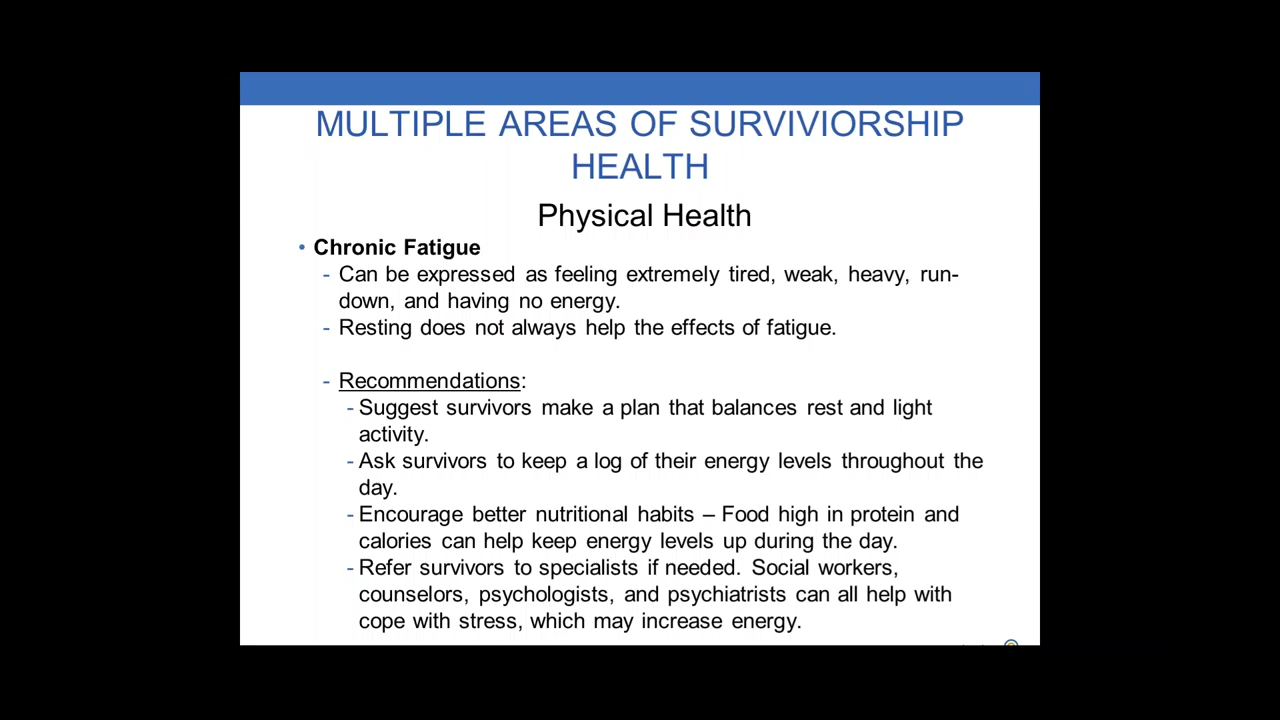 MULTIPLE AREAS OF SURVIVIORSHIP
HEALTH
Physical Health
• Chronic Fatigue
- Can be expressed as feeling extremely tired, weak, heavy, run-
down, and having no energy.
- Resting does not always help the effects of fatigue.
- Recommendations:
- Suggest survivors make a plan that balances rest and light
activity.
- Ask survivors to keep a log of their energy levels throughout the
day.
- Encourage better nutritional habits – Food high in protein and
calories can help keep energy levels up during the day.
- Refer survivors to specialists if needed. Social workers,
counselors, psychologists, and psychiatrists can all help with
cope with stress, which may increase energy.